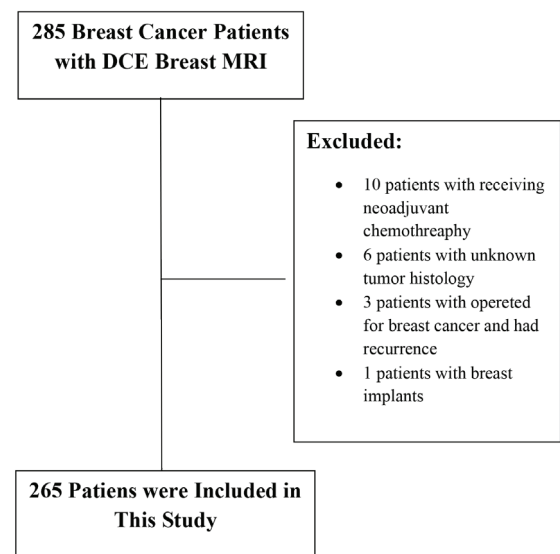 285 Breast Cancer Patients
with DCE Breast MRI
Excluded:
• 10 patients with receiving
neoadjuvant
chemothreaphy
• 6 patients with unknown
tumor histology
• 3 patients with opereted
for breast cancer and had
recurrence
• 1 patients with breast
implants
265 Patiens were Included in
This Study